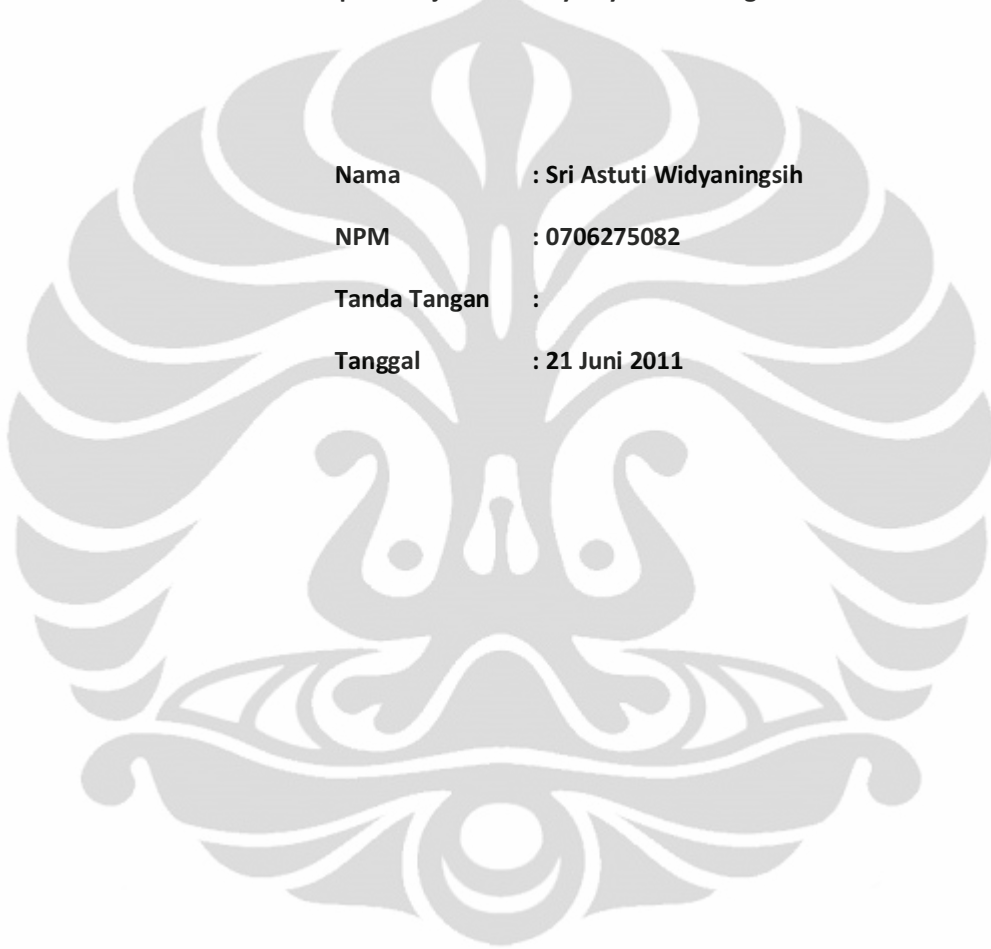 Nama : Sri Astuti Widyaningsih
NPM : 0706275082
Tanda Tangan :
Tanggal : 21 Juni 2011